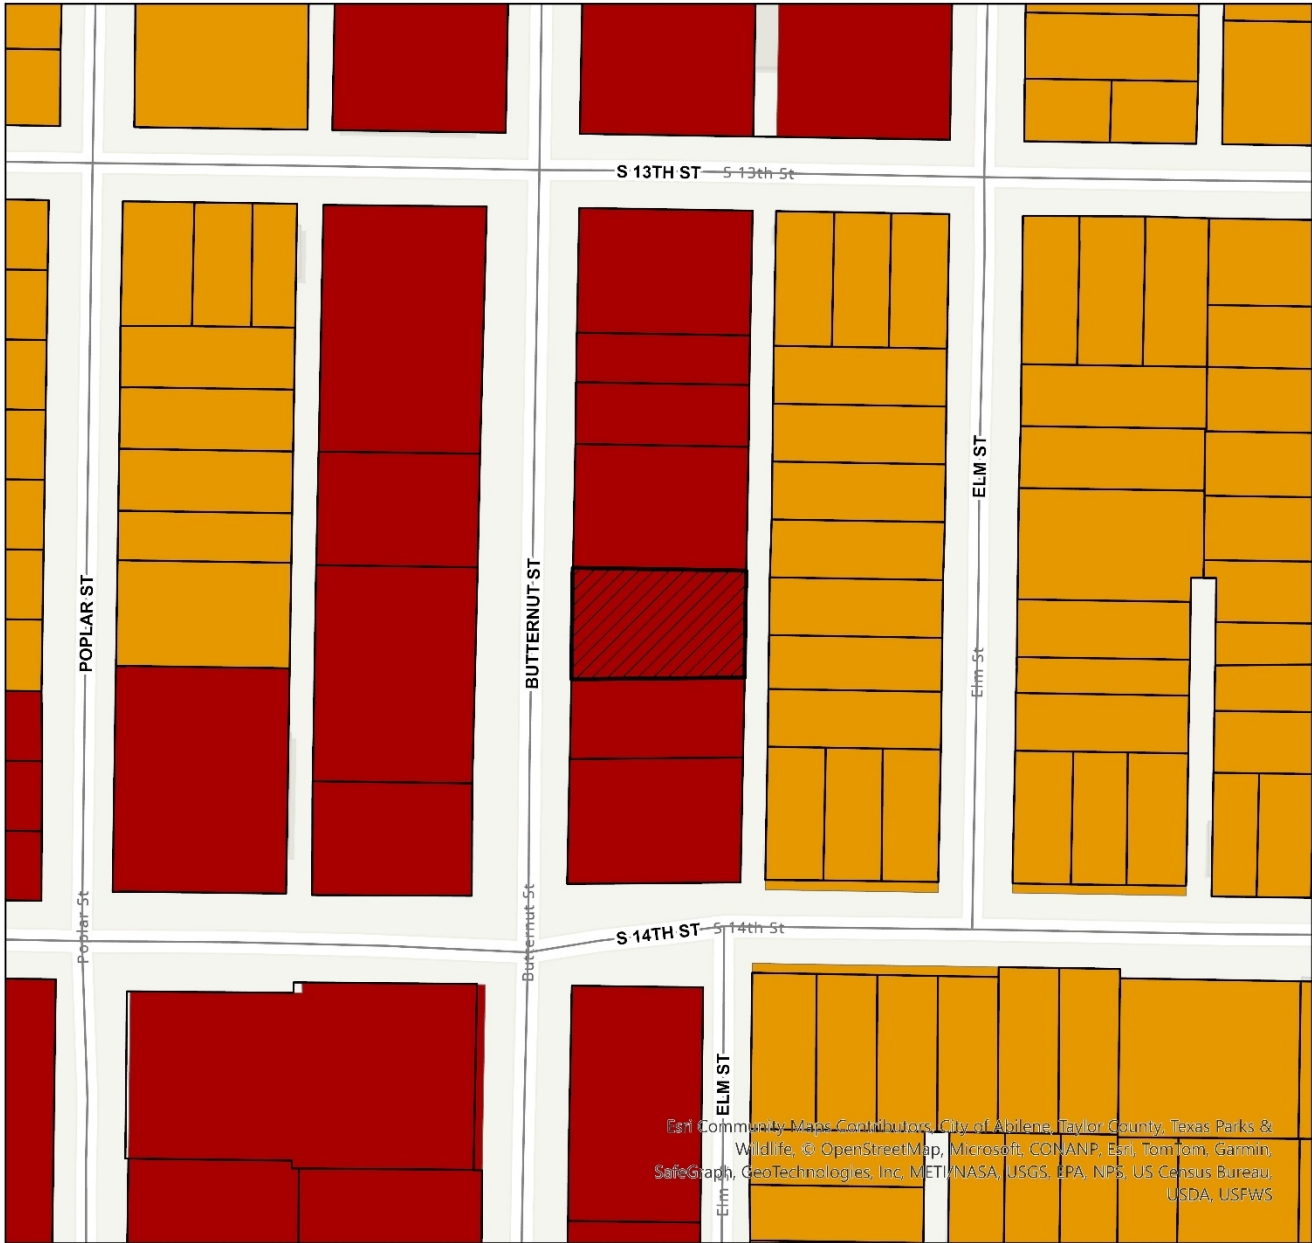 S 13TH ST
S 13th St
ELM ST
BUTTERNUT ST
POPLAR ST
Elm St
Poplar St
Butternut St
S 14TH ST
S 14th St
ELM ST
Elm
Esri Community Maps Contributors, City of Abilene, Taylor County, Texas Parks &
Wildlife, © OpenStreetMap, Microsoft, CONANP, Esri, TomTom, Garmin,
SafeGraph, GeoTechnologies, Inc, METI/NASA, USGS, EPA, NPS, US Census Bureau,
USDA, USFWS